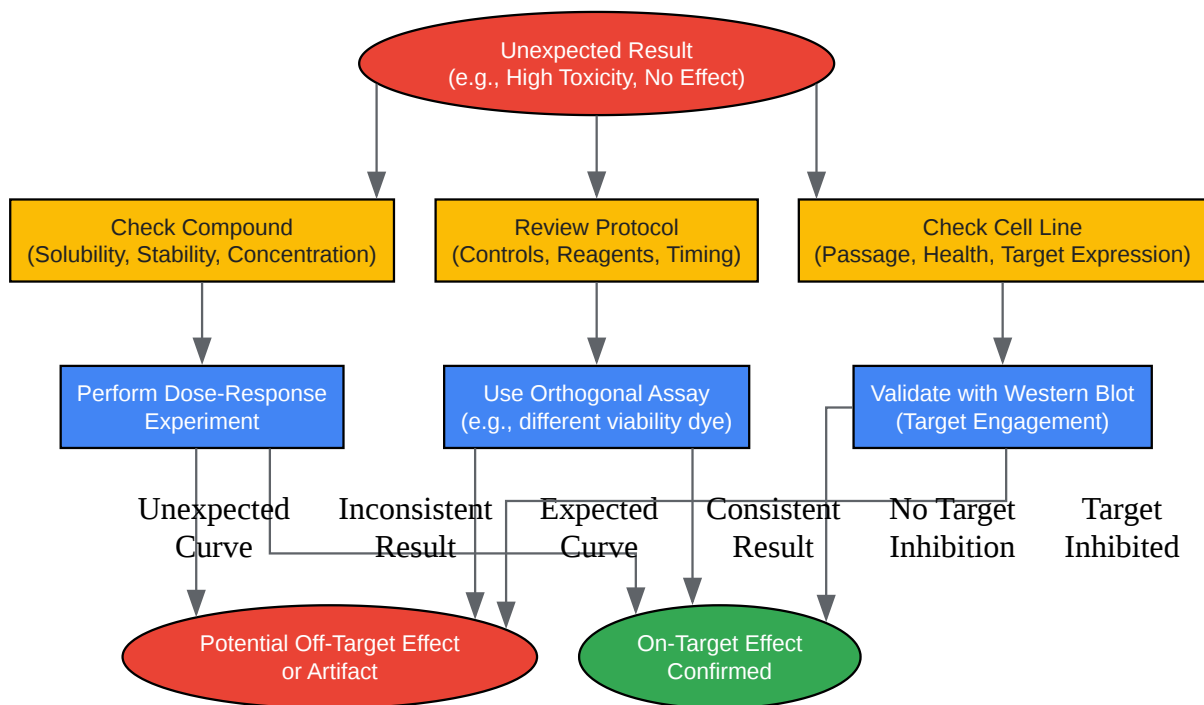 Unexpected Result
(e.g., High Toxicity, No Effect)
Check Compound
(Solubility, Stability, Concentration)
Review Protocol
(Controls, Reagents, Timing)
Check Cell Line
(Passage, Health, Target Expression)
Perform Dose-Response
Experiment
Use Orthogonal Assay
(e.g., different viability dye)
Validate with Western Blot
(Target Engagement)
Unexpected
Curve
Inconsistent
Result
Expected
Curve
Consistent
Result
No Target
Inhibition
Target
Inhibited
Potential Off-Target Effect
or Artifact
On-Target Effect
Confirmed